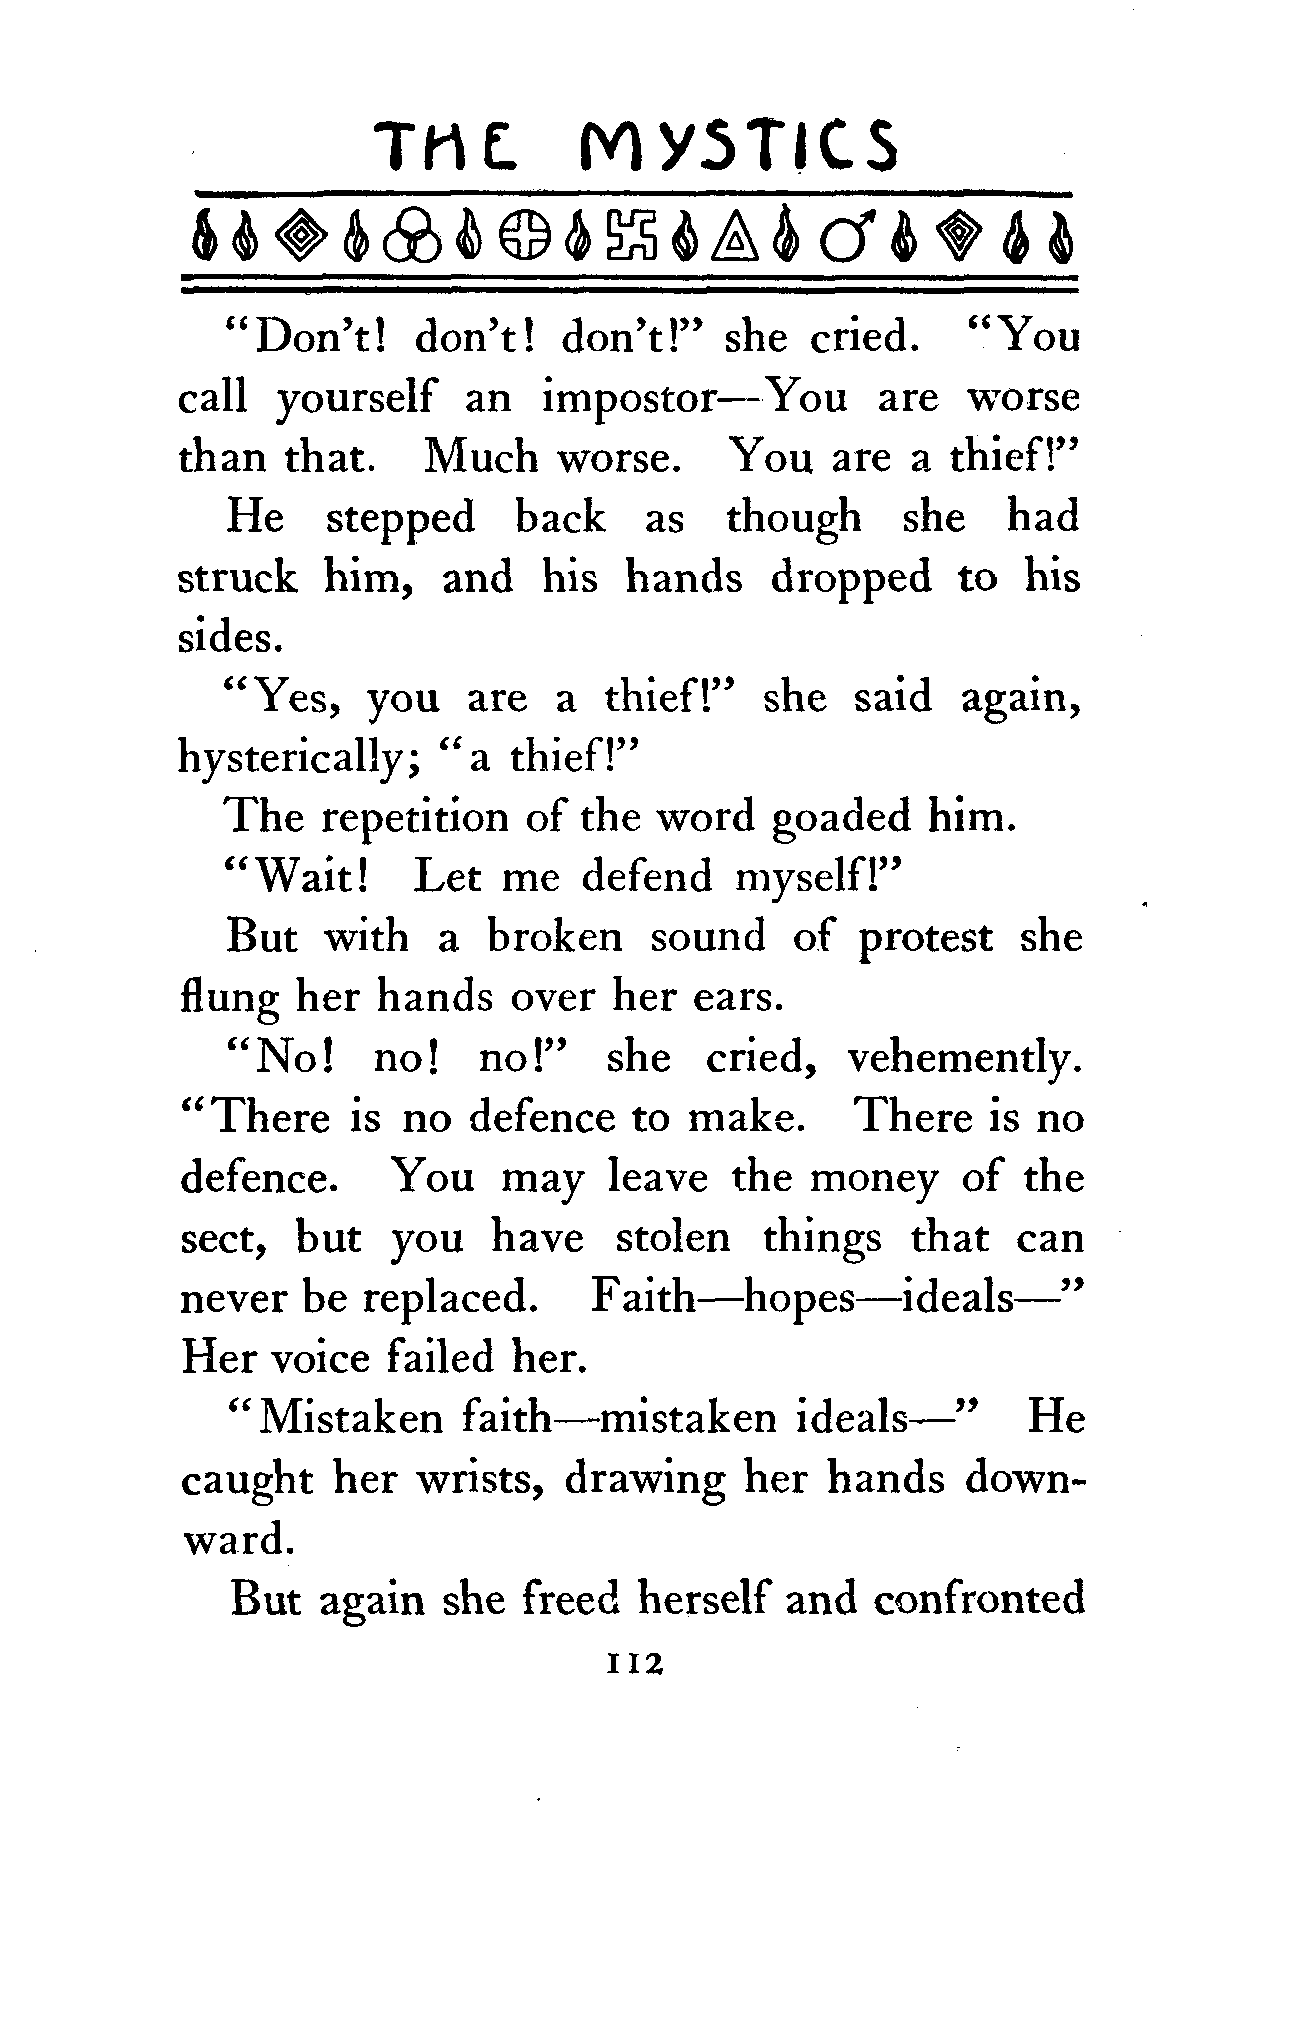 THE MYSTICS
"Don't! don't! don't!" she cried. "You
call yourself an impostor—You are worse
than that. Much worse. You are a thief!"
He stepped back as though she had
struck him, and his hands dropped to his
sides.
"Yes, you are a thief!" she said again,
hysterically; "a thief!"
The repetition of the word goaded him.
"Wait! Let me defend myself!"
But with a broken sound of protest she
flung her hands over her ears.
"No! no! no!" she cried, vehemently.
"There is no defence to make. There is no
defence. You may leave the money of the
sect, but you have stolen things that can
never be replaced. Faith—hopes—ideals—"
Her voice failed her.
"Mistaken faith—mistaken ideals—" He
caught her wrists, drawing her hands down-
ward.
But again she freed herself and confronted
112